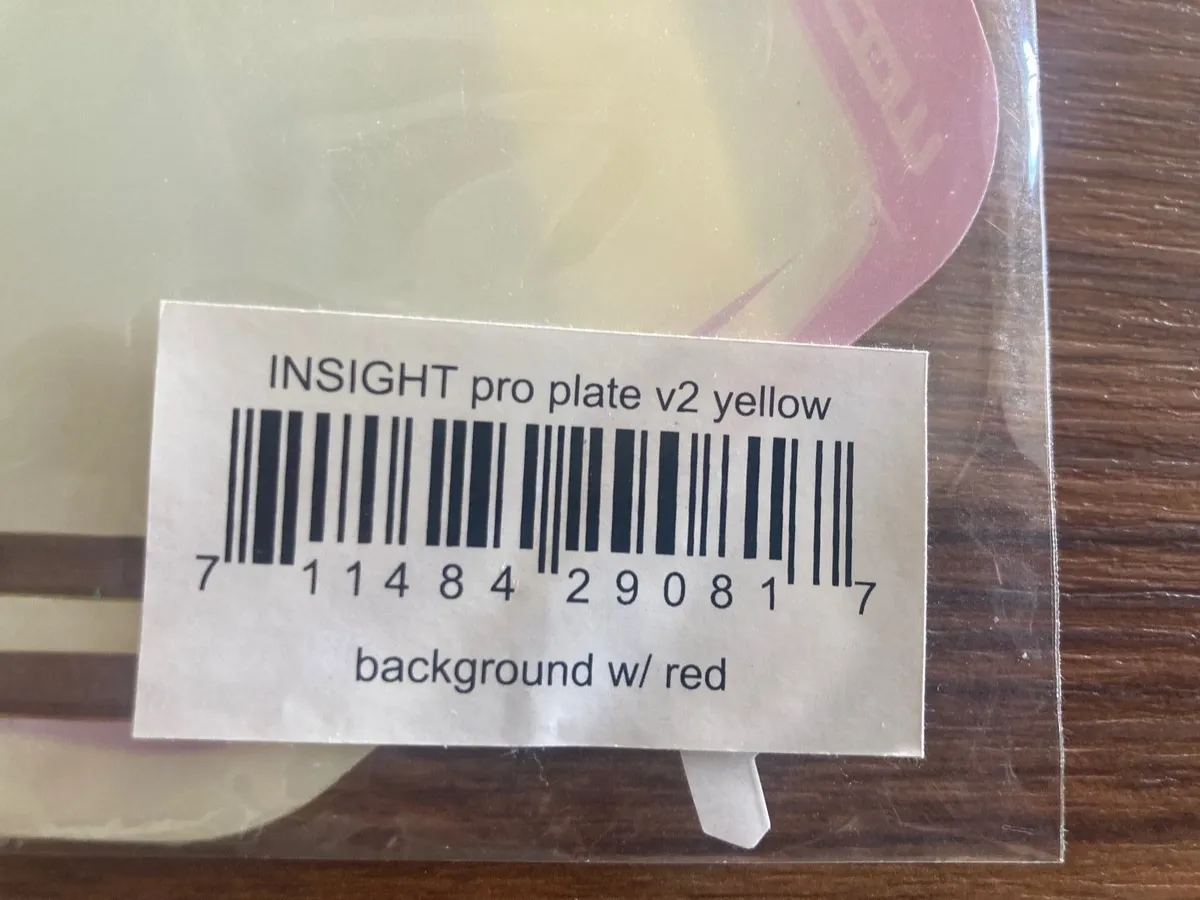 INSIGHT pro plate v2 yellow
7 11484 29081 7
background w/ red